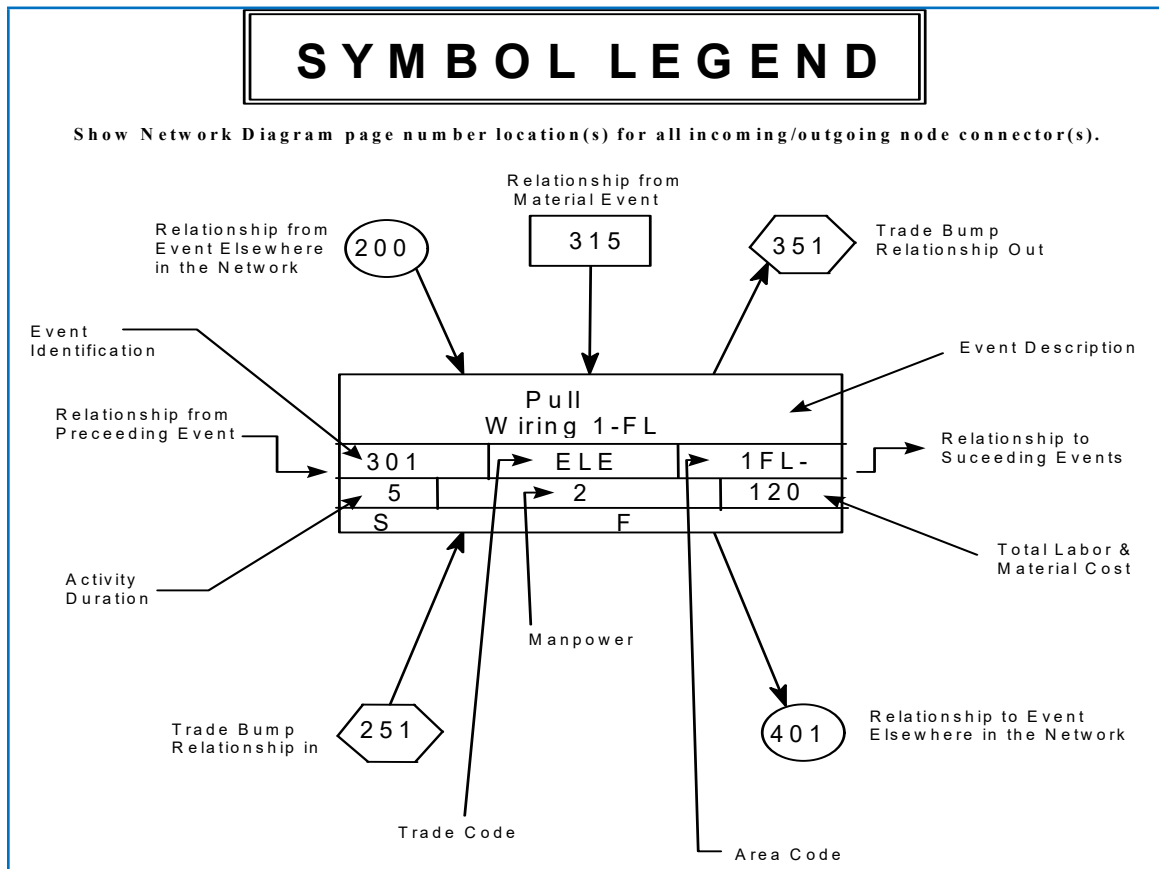 SYMBOL LEGEND
Show Network Diagram page number location(s) for all incoming/outgoing node connector(s).
Relationship from
Material Event
315
Relationship from
Event Elsewhere
in the Network
200
351
Trade Bump
Relationship Out
Event
Identification
Event Description
Pull
Wiring 1-FL
Relationship from
Preceeding Event
Relationship to
Suceeding Events
301 ELE 1FL-
5 2 120
S F
Activity
Duration
Total Labor &
Material Cost
Manpower
Trade Bump
Relationship in
251
401
Relationship to Event
Elsewhere in the Network
Trade Code
Area Code